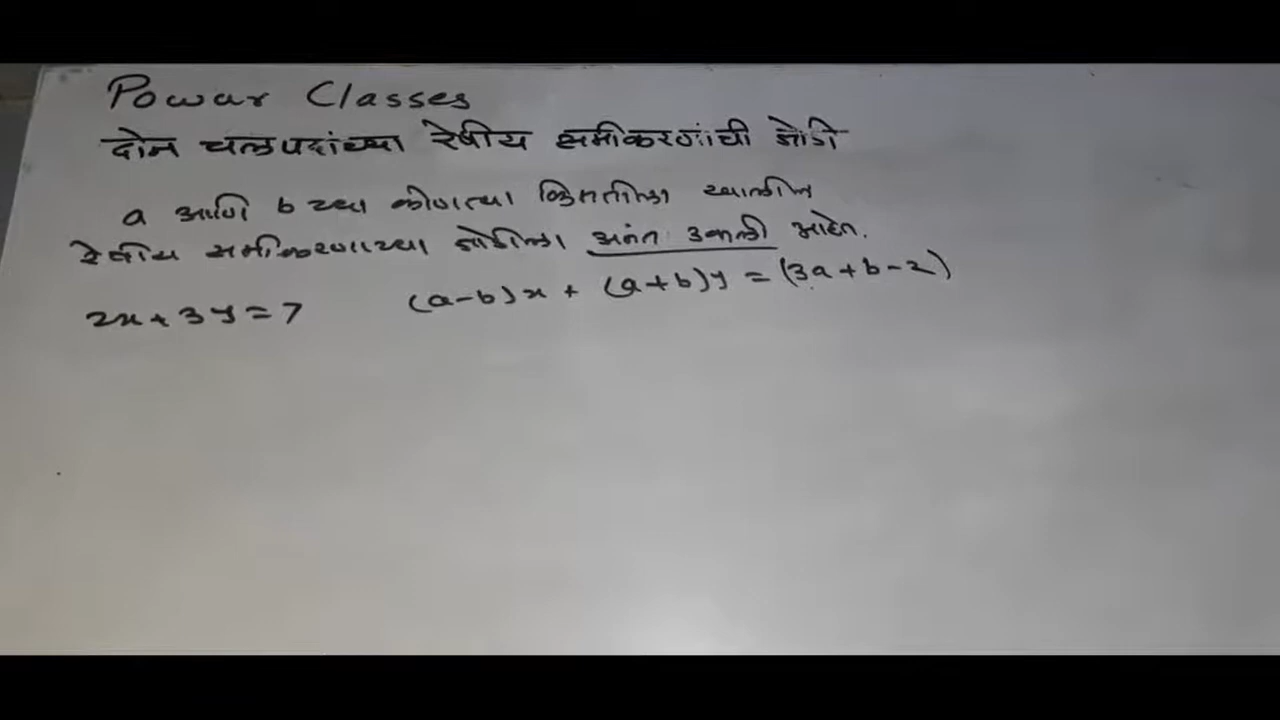 Powar Classes
दोन चलपदांच्या रेषीय समीकरणांची जोडी
a आणि b च्या कोणत्या किंमतीला खालील
रेषीय समीकरणाच्या जोडीला अनंत उकली आहेत.
2x + 3y = 7 (a-b)x + (a+b)y = (3a+b-2)